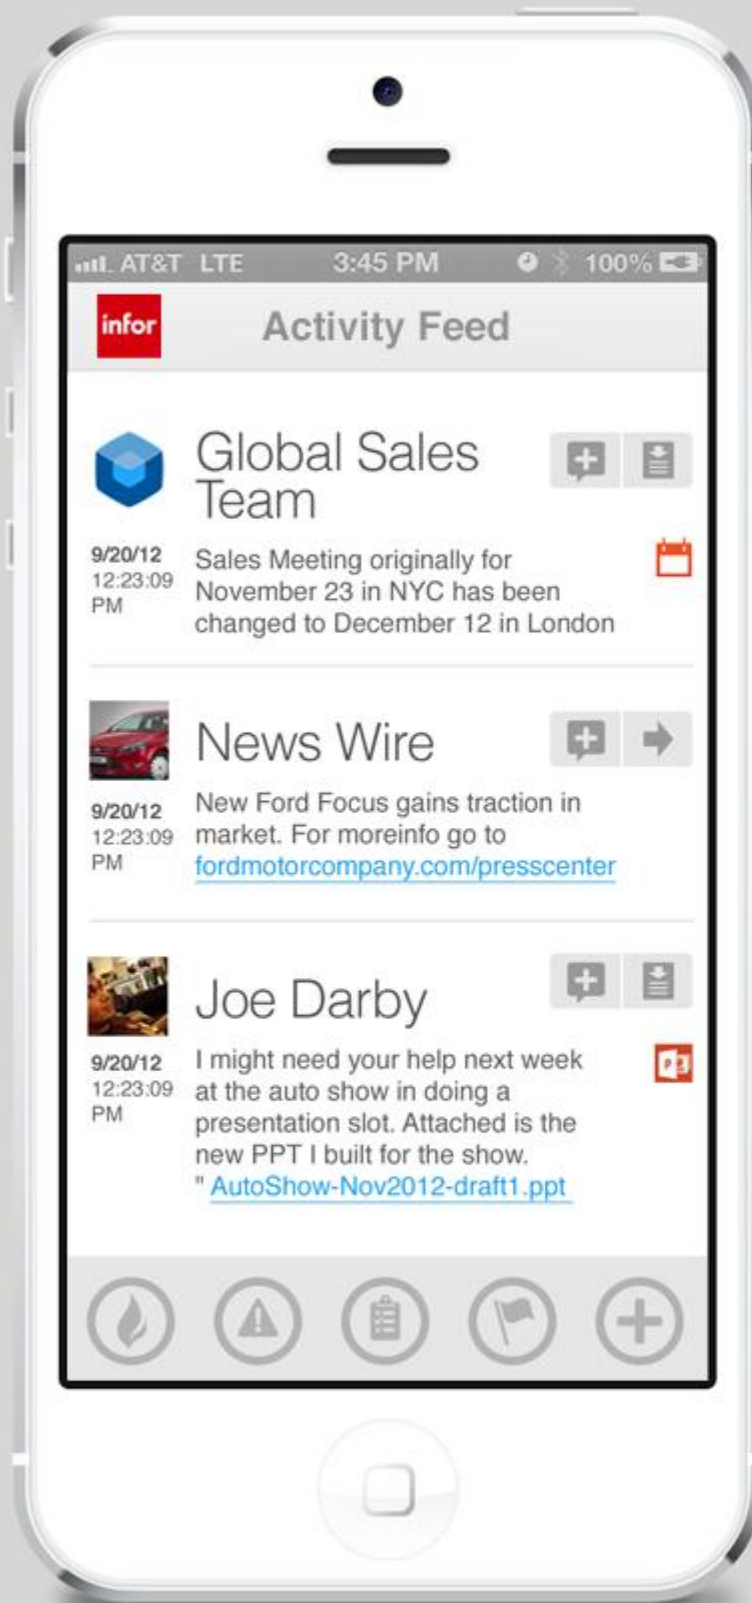 AT&T LTE 3:45 PM 100%
infor Activity Feed
Global Sales
Team
9/20/12
12:23:09
PM
Sales Meeting originally for
November 23 in NYC has been
changed to December 12 in London
News Wire
9/20/12
12:23:09
PM
New Ford Focus gains traction in
market. For moreinfo go to
fordmotorcompany.com/presscenter
Joe Darby
9/20/12
12:23:09
PM
I might need your help next week
at the auto show in doing a
presentation slot. Attached is the
new PPT I built for the show.
" AutoShow-Nov2012-draft1.ppt